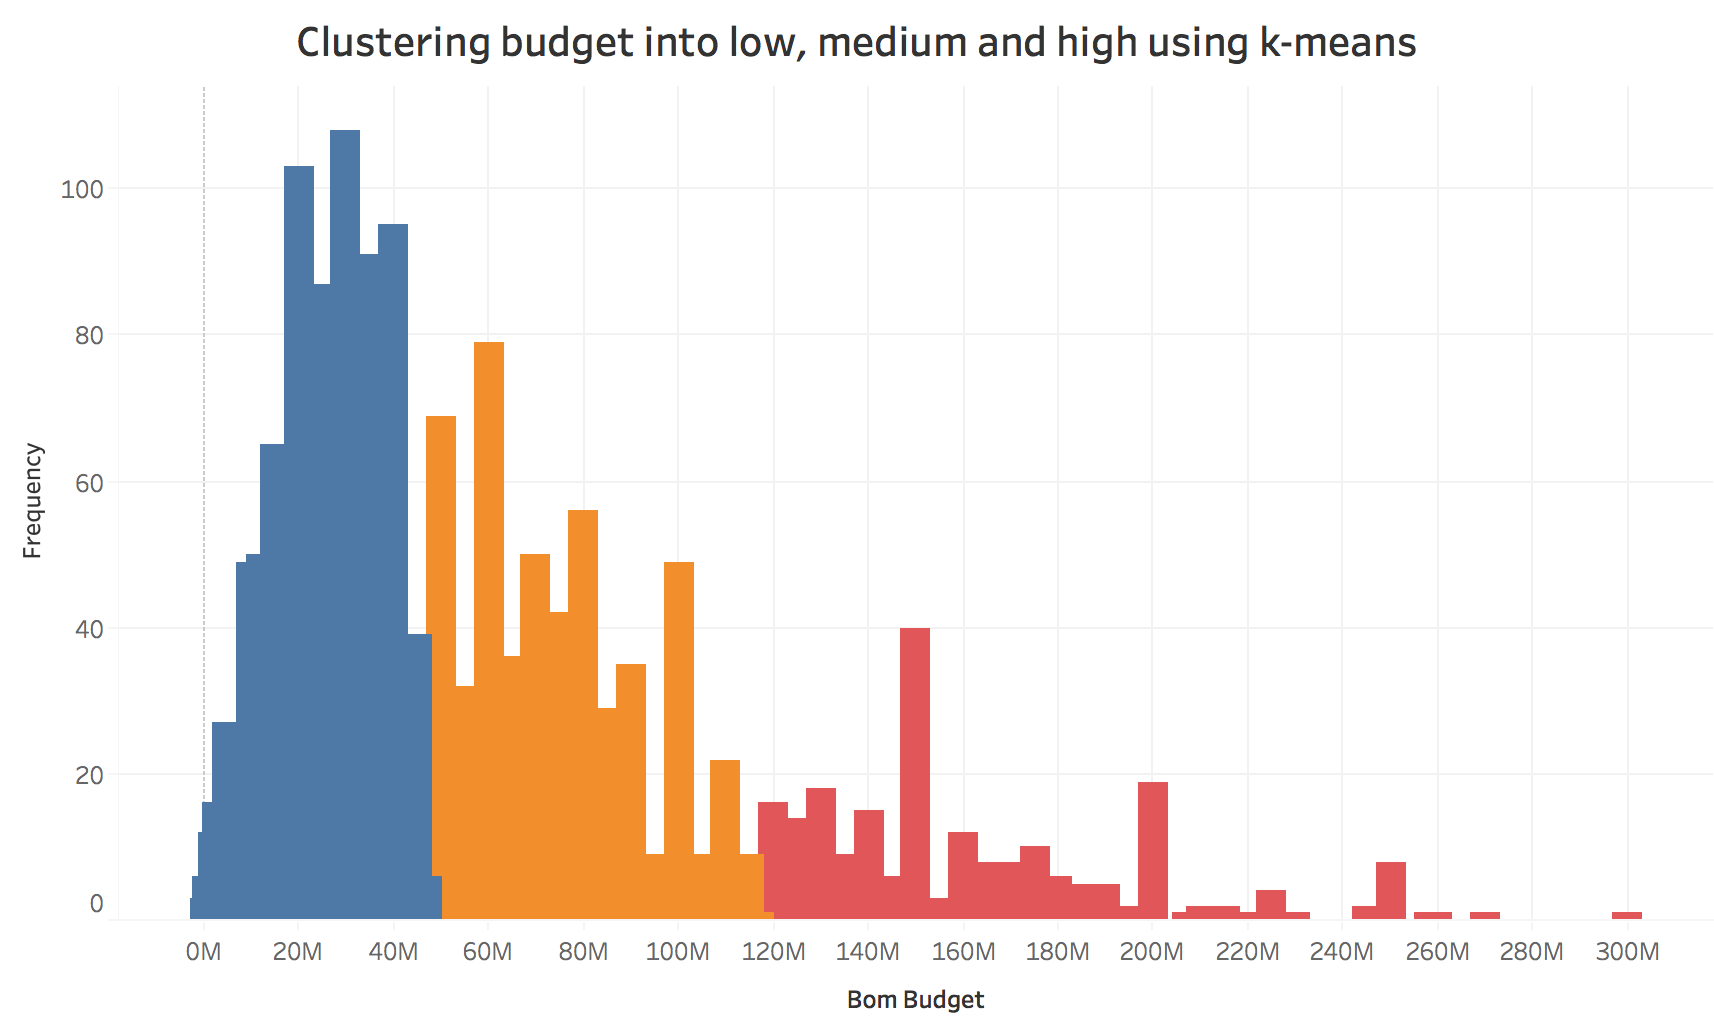 Clustering budget into low, medium and high using k-means
100
80
60
40
20
0
Frequency
0M 20M 40M 60M 80M 100M 120M 140M 160M 180M 200M 220M 240M 260M 280M 300M
Bom Budget